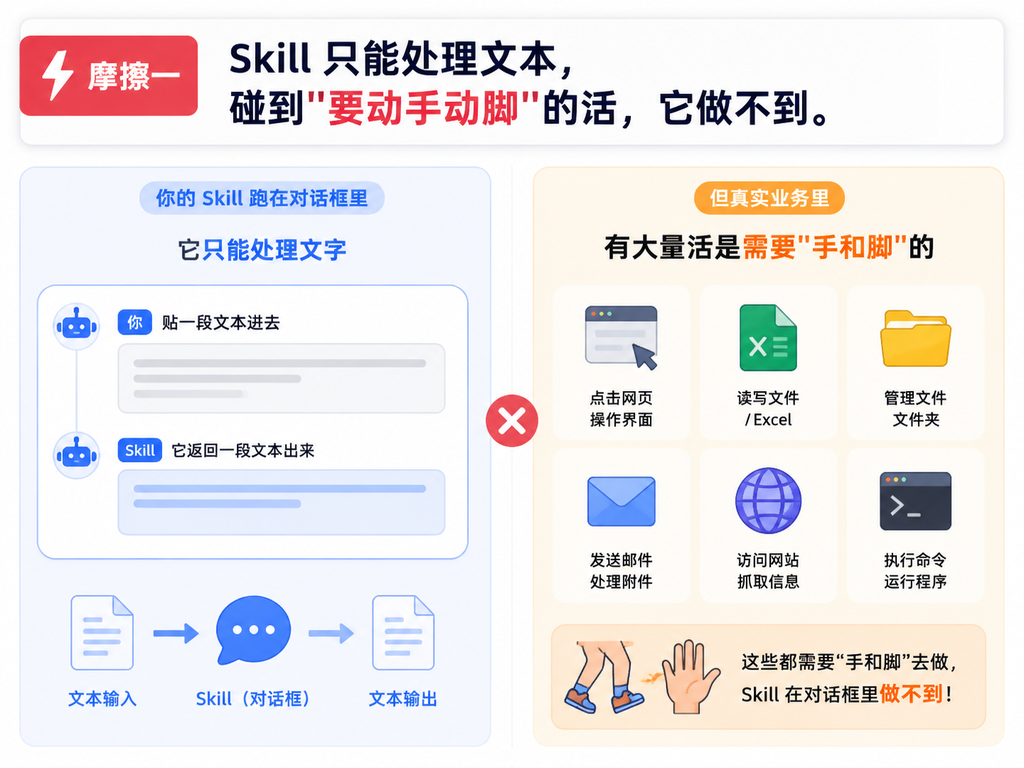 摩擦一
Skill 只能处理文本，
碰到"要动手动脚"的活，它做不到。
你的 Skill 跑在对话框里
它只能处理文字
你 贴一段文本进去
Skill 它返回一段文本出来
文本输入
Skill（对话框）
文本输出
但真实业务里
有大量活是需要"手和脚"的
点击网页
操作界面
读写文件
/Excel
管理文件
文件夹
发送邮件
处理附件
访问网站
抓取信息
执行命令
运行程序
这些都需要“手和脚”去做，
Skill 在对话框里做不到！